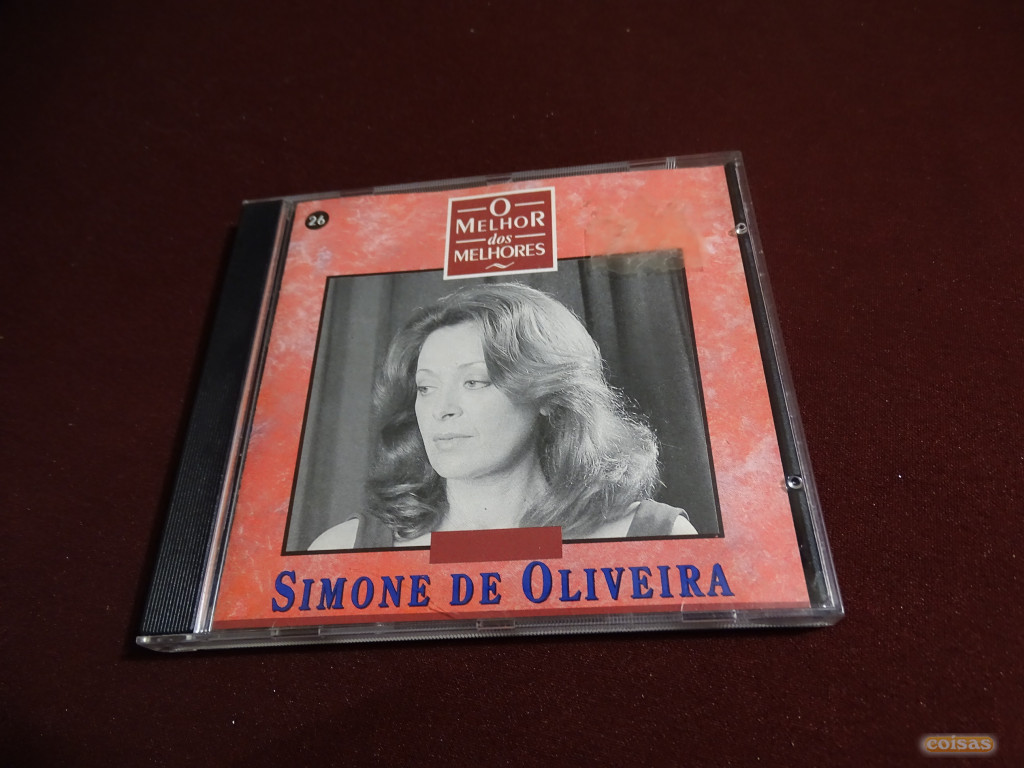 26
O
MELHOR
dos
MELHORES
SIMONE DE OLIVEIRA
coisas